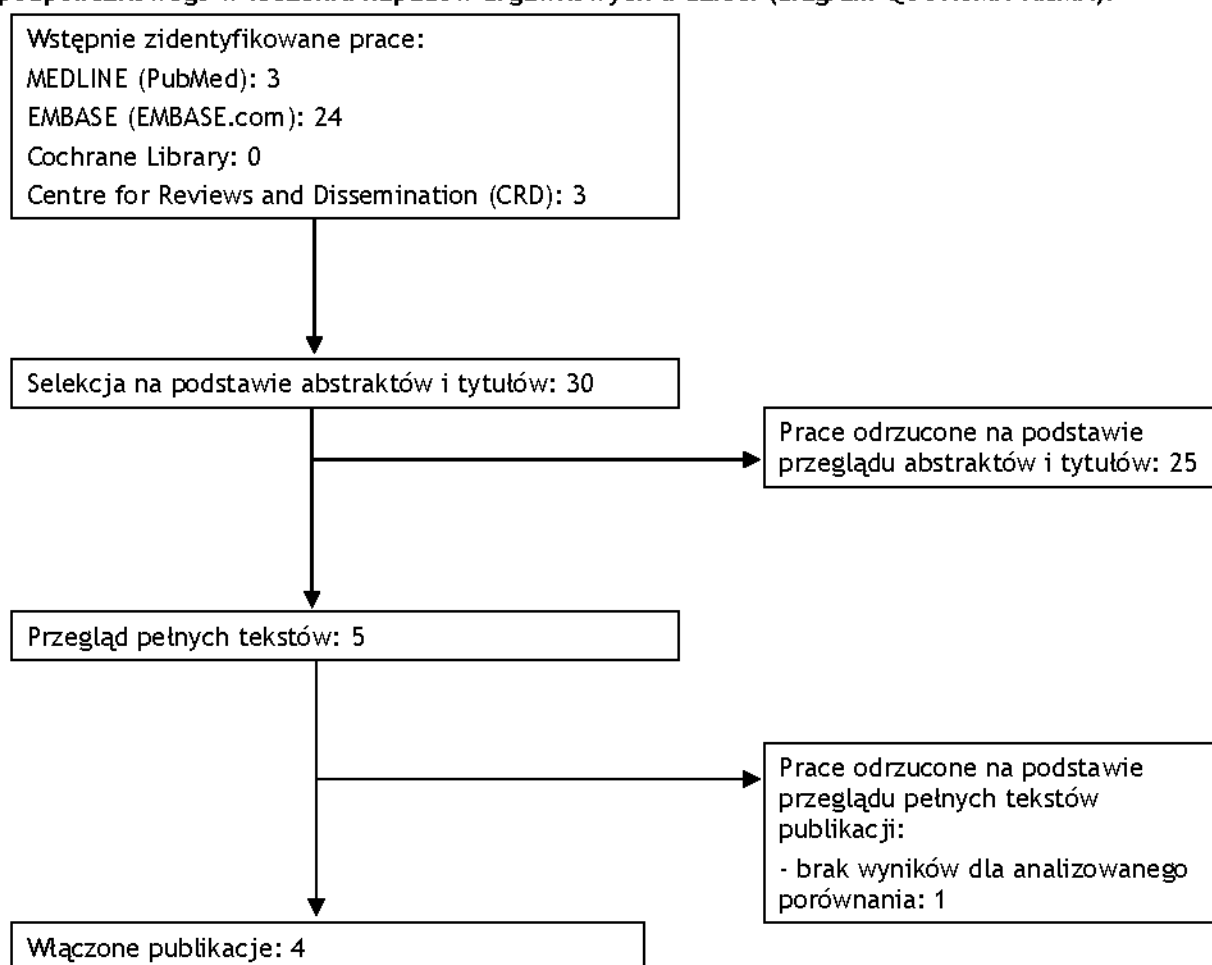 Wstępnie zidentyfikowane prace:
MEDLINE (PubMed): 3
EMBASE (EMBASE.com): 24
Cochrane Library: 0
Centre for Reviews and Dissemination (CRD): 3
Selekcja na podstawie abstraktów i tytułów: 30
Prace odrzucone na podstawie
przeglądu abstraktów i tytułów: 25
Przegląd pełnych tekstów: 5
Prace odrzucone na podstawie
przeglądu pełnych tekstów
publikacji:
- brak wyników dla analizowanego
porównania: 1
Włączone publikacje: 4